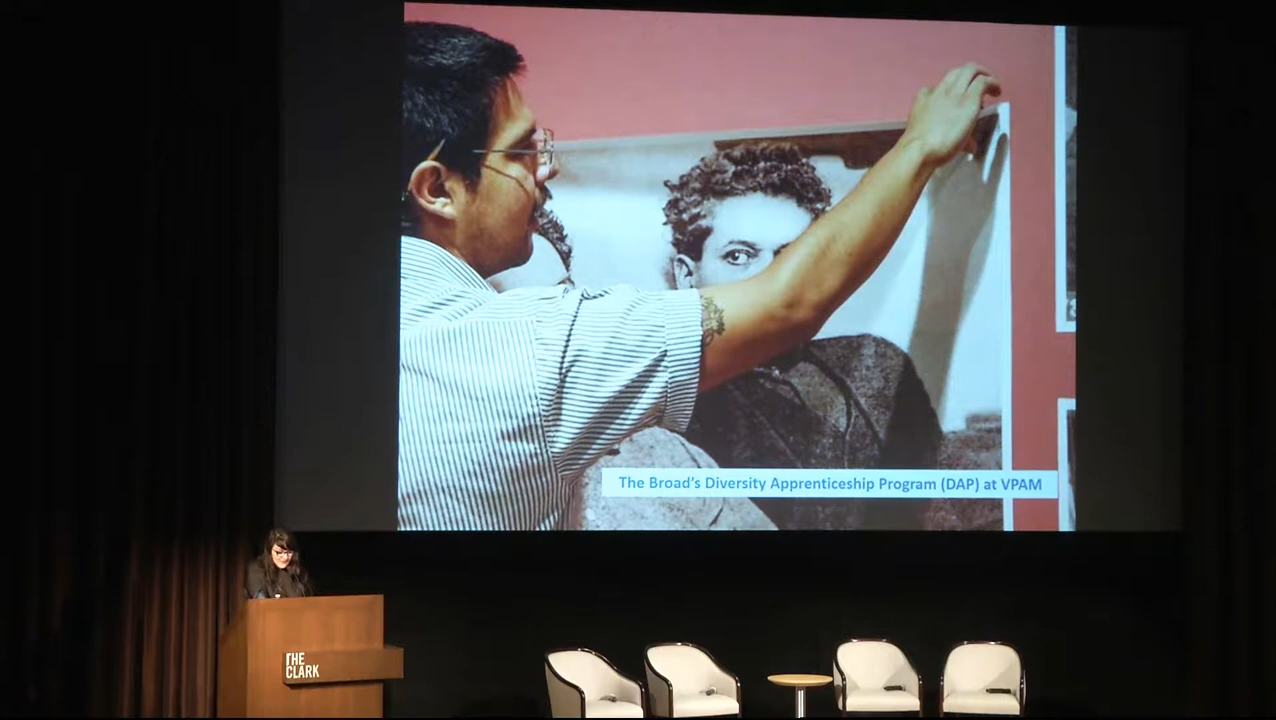 The Broad's Diversity Apprenticeship Program (DAP) at VPAM
THE
CLARK